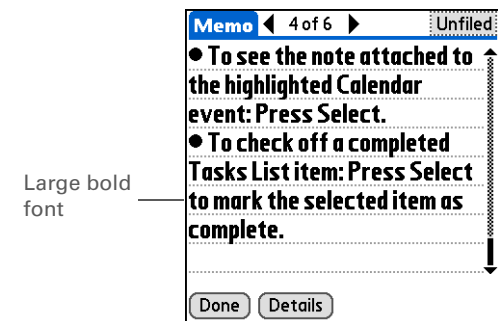 Memo 4 of 6 Unfiled
• To see the note attached to
the highlighted Calendar
event: Press Select.
• To check off a completed
Tasks List item: Press Select
to mark the selected item as
complete.
Large bold
font
Done Details